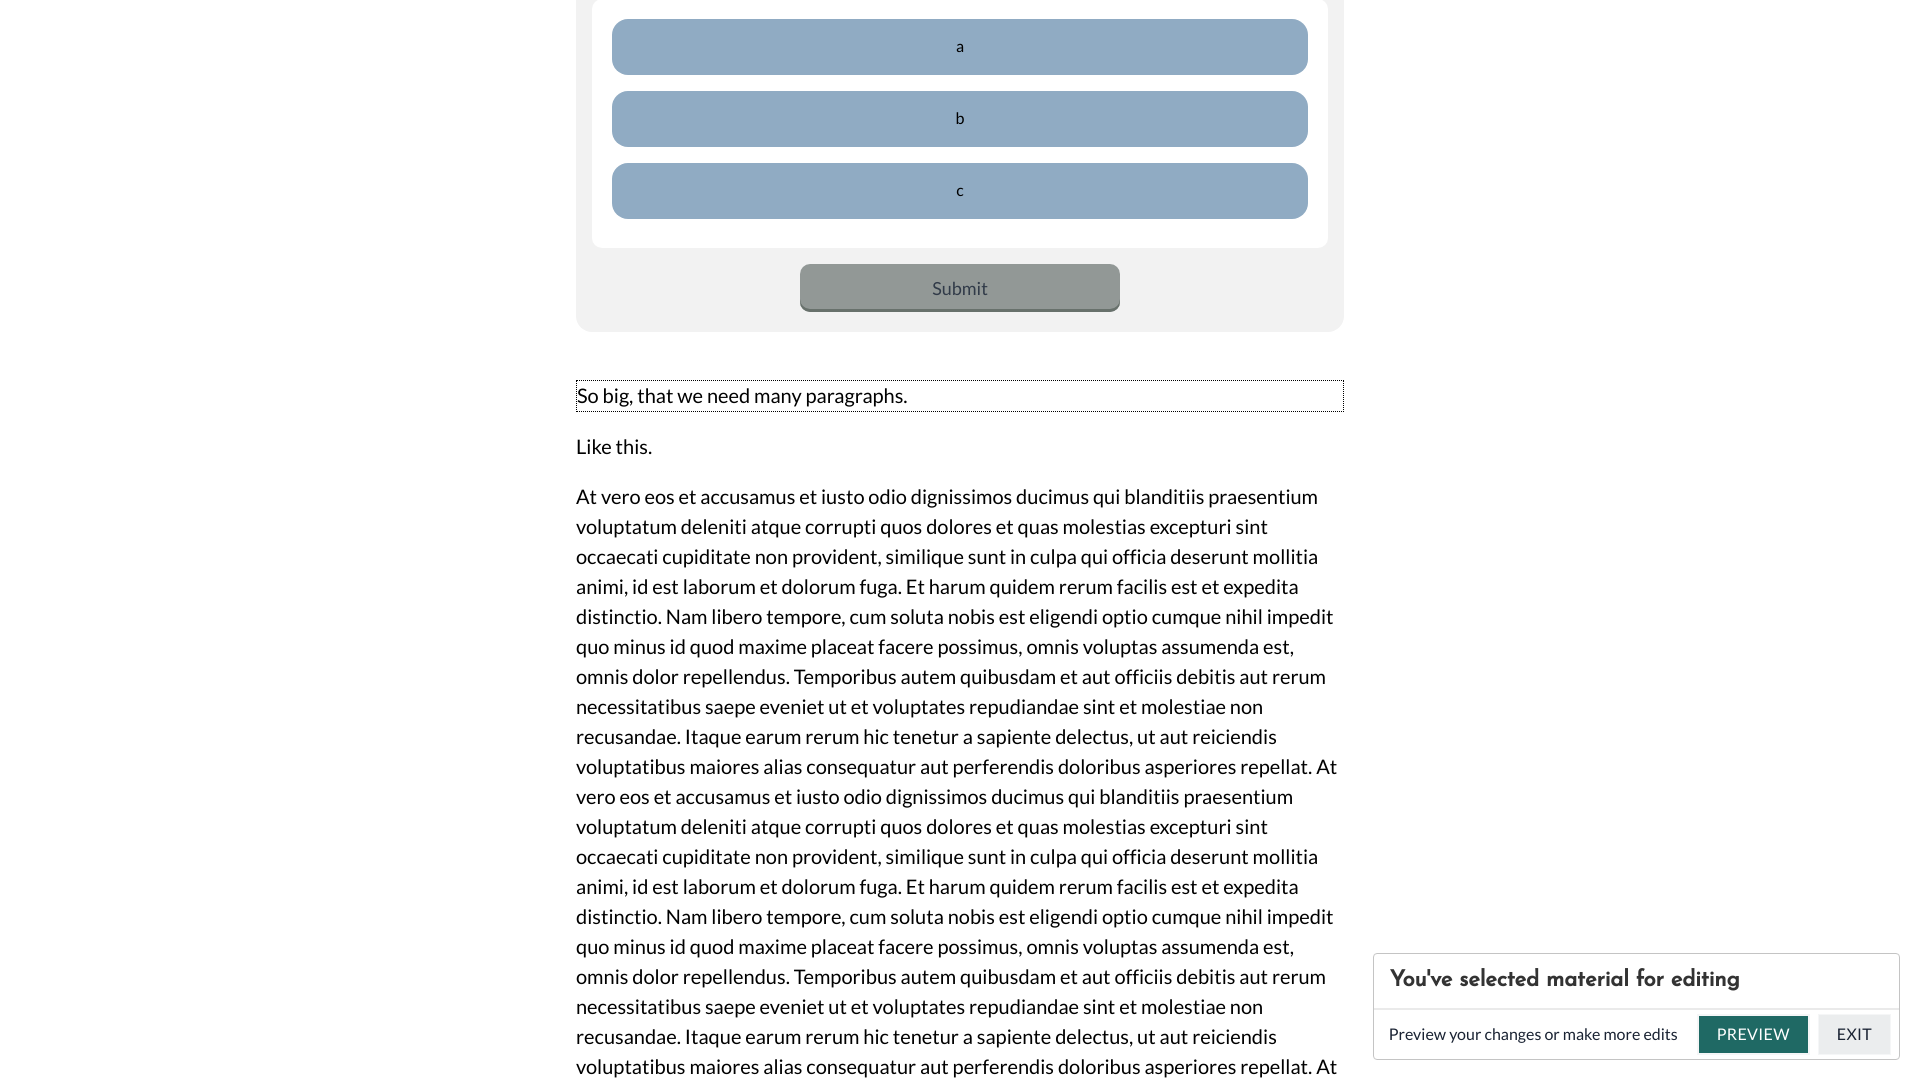 a
b
c
Submit
So big, that we need many paragraphs.
Like this.
At vero eos et accusamus et iusto odio dignissimos ducimus qui blanditiis praesentium
voluptatum deleniti atque corrupti quos dolores et quas molestias excepturi sint
occaecati cupiditate non provident, similique sunt in culpa qui officia deserunt mollitia
animi, id est laborum et dolorum fuga. Et harum quidem rerum facilis est et expedita
distinctio. Nam libero tempore, cum soluta nobis est eligendi optio cumque nihil impedit
quo minus id quod maxime placeat facere possimus, omnis voluptas assumenda est,
omnis dolor repellendus. Temporibus autem quibusdam et aut officiis debitis aut rerum
necessitatibus saepe eveniet ut et voluptates repudiandae sint et molestiae non
recusandae. Itaque earum rerum hic tenetur a sapiente delectus, ut aut reiciendis
voluptatibus maiores alias consequatur aut perferendis doloribus asperiores repellat. At
vero eos et accusamus et iusto odio dignissimos ducimus qui blanditiis praesentium
voluptatum deleniti atque corrupti quos dolores et quas molestias excepturi sint
occaecati cupiditate non provident, similique sunt in culpa qui officia deserunt mollitia
animi, id est laborum et dolorum fuga. Et harum quidem rerum facilis est et expedita
distinctio. Nam libero tempore, cum soluta nobis est eligendi optio cumque nihil impedit
quo minus id quod maxime placeat facere possimus, omnis voluptas assumenda est,
omnis dolor repellendus. Temporibus autem quibusdam et aut officiis debitis aut rerum
necessitatibus saepe eveniet ut et voluptates repudiandae sint et molestiae non
recusandae. Itaque earum rerum hic tenetur a sapiente delectus, ut aut reiciendis
voluptatibus maiores alias consequatur aut perferendis doloribus asperiores repellat. At
You've selected material for editing
Preview your changes or make more edits
PREVIEW
EXIT